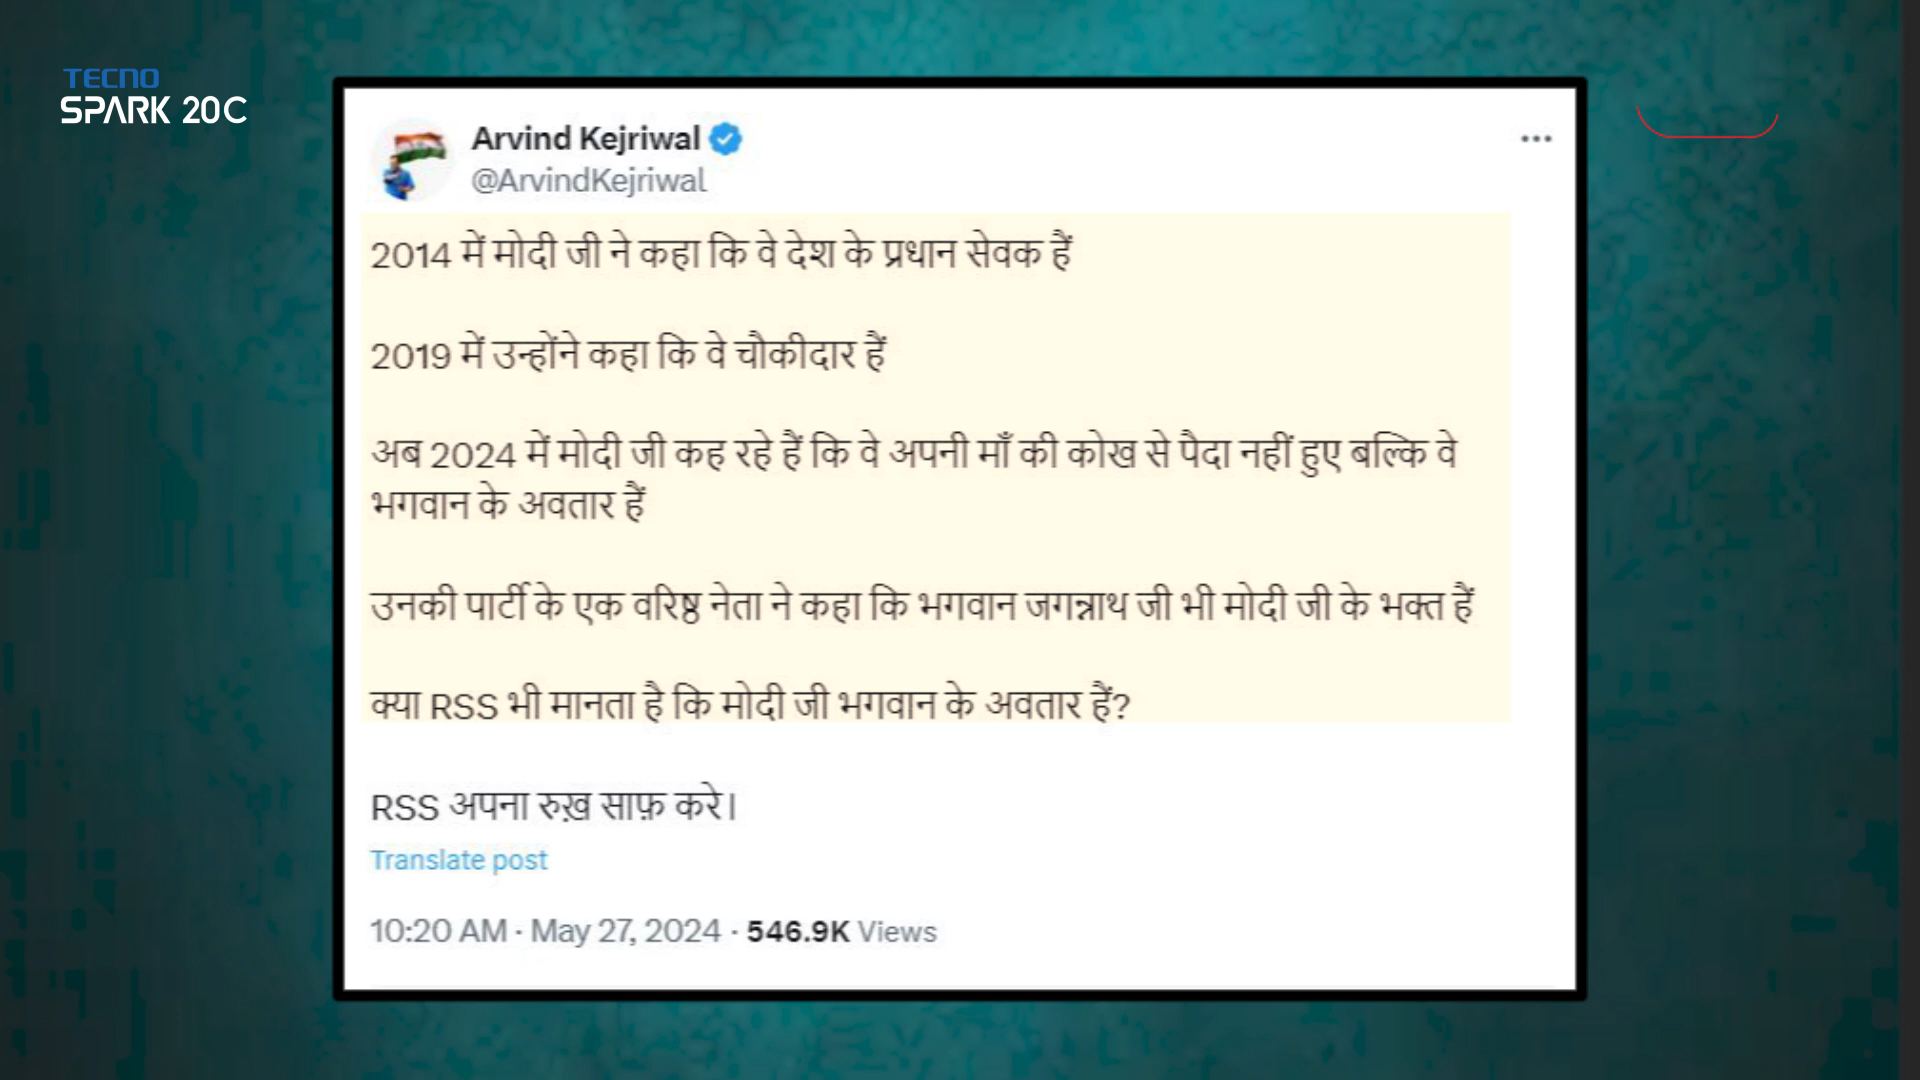 TECNO
SPARK 20C
Arvind Kejriwal
@ArvindKejriwal
2014 में मोदी जी ने कहा कि वे देश के प्रधान सेवक हैं
2019 में उन्होंने कहा कि वे चौकीदार हैं
अब 2024 में मोदी जी कह रहे हैं कि वे अपनी माँ की कोख से पैदा नहीं हुए बल्कि वे
भगवान के अवतार हैं
उनकी पार्टी के एक वरिष्ठ नेता ने कहा कि भगवान जगन्नाथ जी भी मोदी जी के भक्त हैं
क्या RSS भी मानता है कि मोदी जी भगवान के अवतार हैं?
RSS अपना रुख़ साफ़ करे।
Translate post
10:20 AM · May 27, 2024 · 546.9K Views